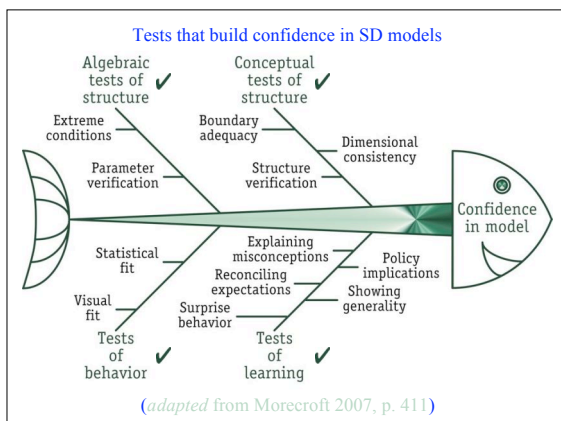 Tests that build confidence in SD models
Algebraic
tests of
structure ✓
Conceptual
tests of
structure ✓
Extreme
conditions
Parameter
verification
Boundary
adequacy
Dimensional
consistency
Structure
verification
Confidence
in model
Statistical
fit
Visual
fit
Tests
of
behavior ✓
Explaining
misconceptions
Policy
implications
Reconciling
expectations
Showing
generality
Surprise
behavior
Tests
of
learning ✓
(adapted from Morecroft 2007, p. 411)